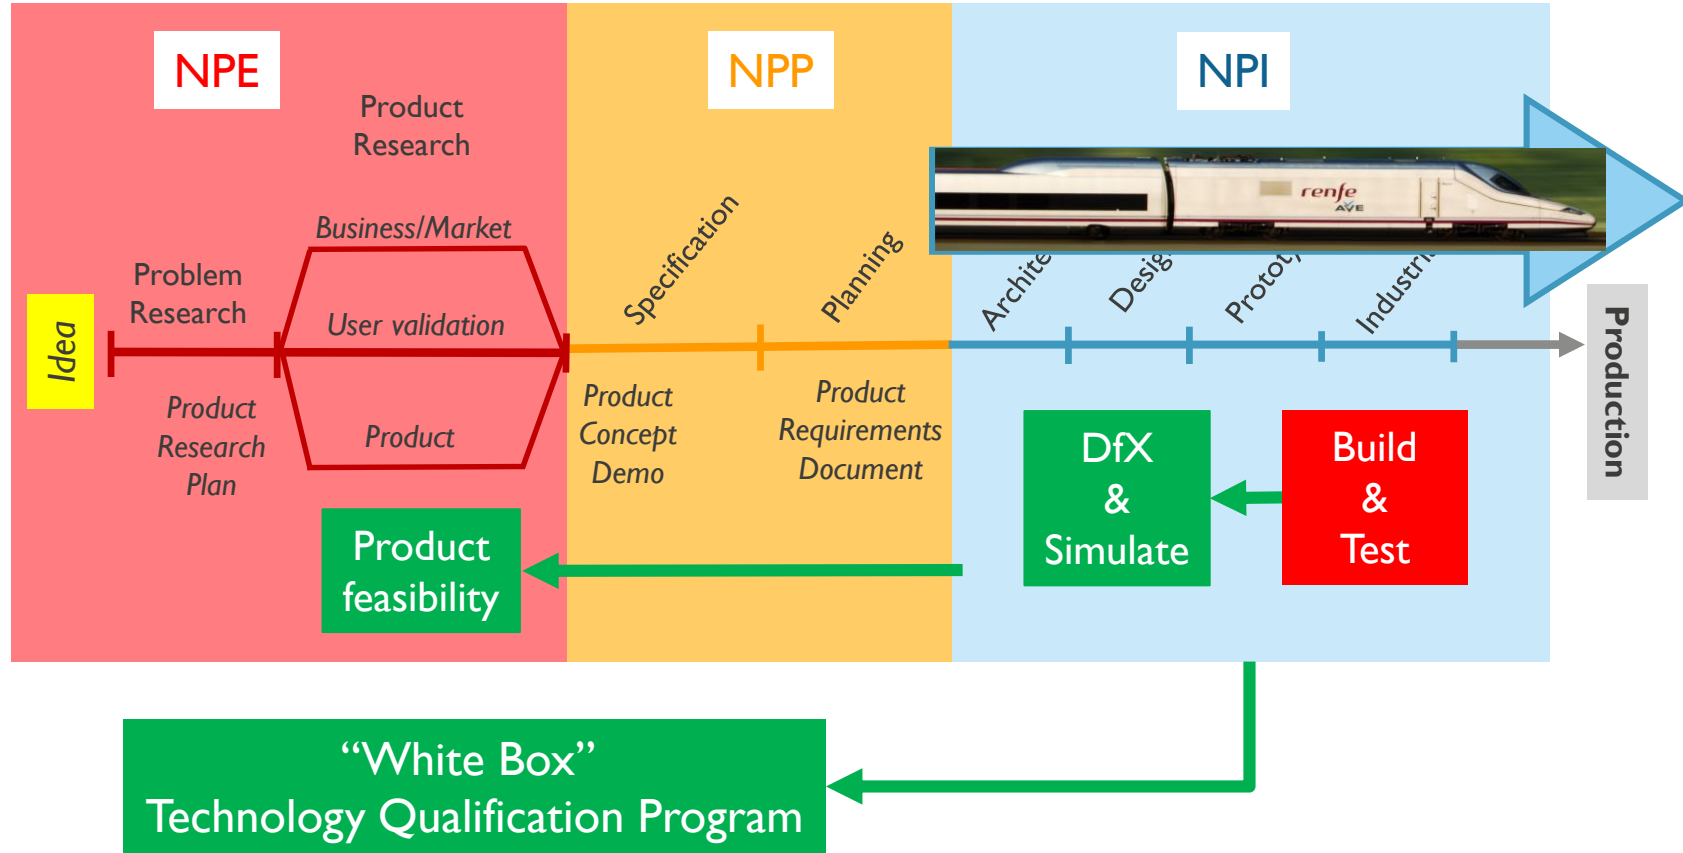 NPE
NPP
NPI
Product
Research
renfe
AVE
Business/Market
Specification
Planning
Problem
Research
Idea
User validation
Production
Product
Research
Plan
Product
Product
Concept
Demo
Product
Requirements
Document
DfX
&
Simulate
Build
&
Test
Product
feasibility
“White Box”
Technology Qualification Program